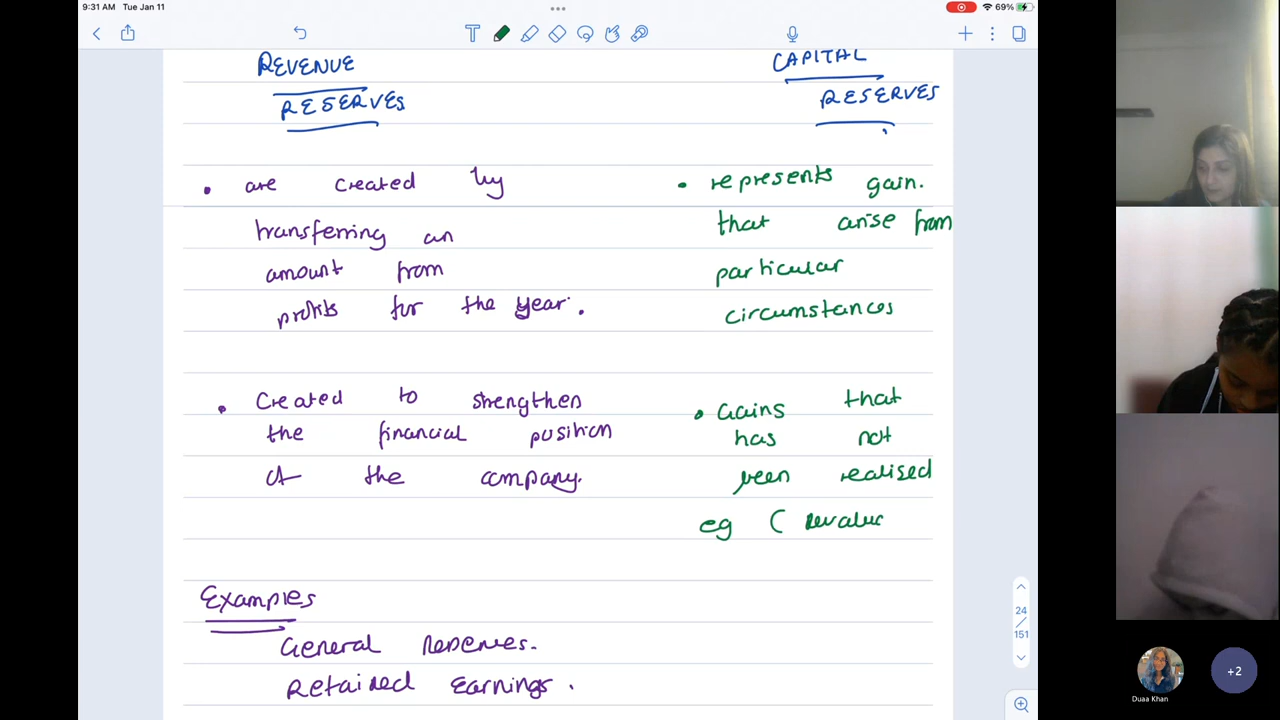 9:31 AM Tue Jan 11
69%
REVENUE
RESERVES
• are created by
transferring an
amount from
profits for the year.
• Created to strengthen
the financial position
of the company.
Examples
General Reserves.
Retained earnings.
CAPITAL
RESERVES
• represents gain.
that arise from
particular
circumstances
• Gains that
has not
been realised
eg (
24
/
151
Duaa Khan
+2